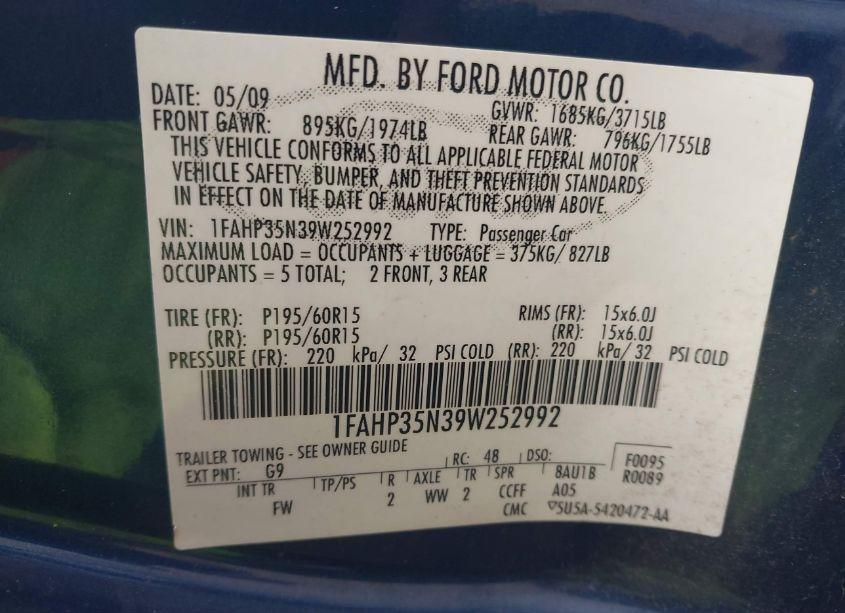 MFD. BY FORD MOTOR CO.
DATE: 05/09 GVWR: 1685KG/3715LB
FRONT GAWR: 895KG/1974LB REAR GAWR: 796KG/1755LB
THIS VEHICLE CONFORMS TO ALL APPLICABLE FEDERAL MOTOR
VEHICLE SAFETY, BUMPER, AND THEFT PREVENTION STANDARDS
IN EFFECT ON THE DATE OF MANUFACTURE SHOWN ABOVE.
VIN: 1FAHP35N39W252992 TYPE: Passenger Car
MAXIMUM LOAD = OCCUPANTS + LUGGAGE = 375KG/ 827LB
OCCUPANTS = 5 TOTAL; 2 FRONT, 3 REAR
TIRE (FR): P195/60R15 RIMS (FR): 15x6.0J
(RR): P195/60R15 (RR): 15x6.0J
PRESSURE (FR): 220 kPa/ 32 PSI COLD (RR): 220 kPa/ 32 PSI COLD
1FAHP35N39W252992
TRAILER TOWING - SEE OWNER GUIDE RC: 48 DSO: F0095
EXT PNT: G9 R0089
INT TR TP/PS R AXLE TR SPR 8AU1B
FW 2 WW 2 CCFF A05
CMC ▽5U5A-5420472-AA